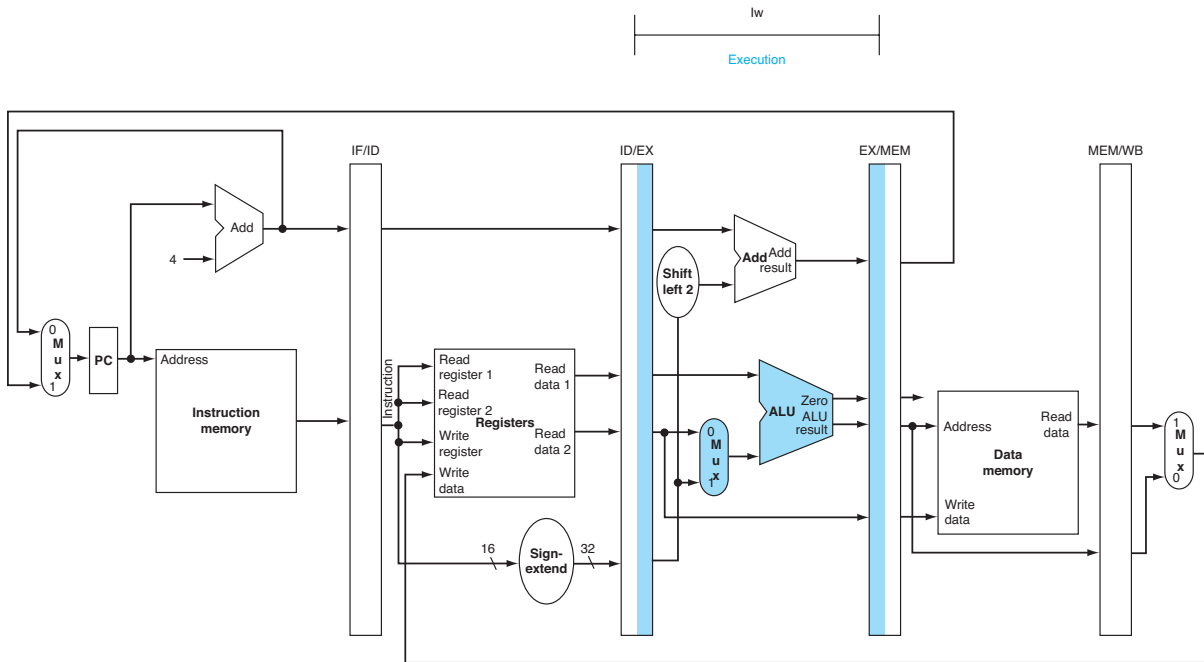 lw
Execution
IF/ID
ID/EX
EX/MEM
MEM/WB
Add
4
Shift
left 2
Add
Add
result
0
M
u
x
1
PC
Address
Instruction
memory
Instruction
Read
register 1
Read
register 2
Registers
Write
register
Write
data
Read
data 1
Read
data 2
16
Sign-
extend
32
0
M
u
x
1
ALU
Zero
ALU
result
Address
Read
data
Data
memory
Write
data
1
M
u
x
0